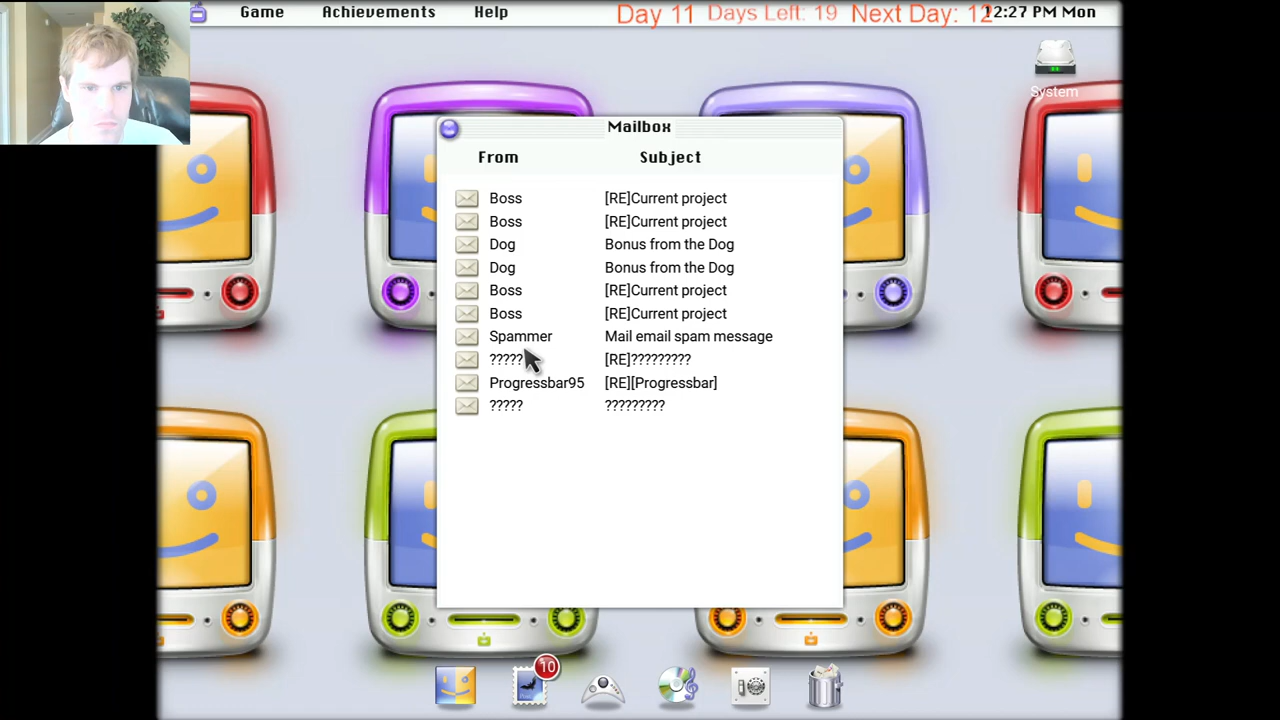 Game Achievements Help Day 11 Days Left: 19 Next Day: 12 12:27 PM Mon
System
Mailbox
From Subject
Boss [RE]Current project
Boss [RE]Current project
Dog Bonus from the Dog
Dog Bonus from the Dog
Boss [RE]Current project
Boss [RE]Current project
Spammer Mail email spam message
????? [RE]?????????
Progressbar95 [RE][Progressbar]
????? ?????????
10